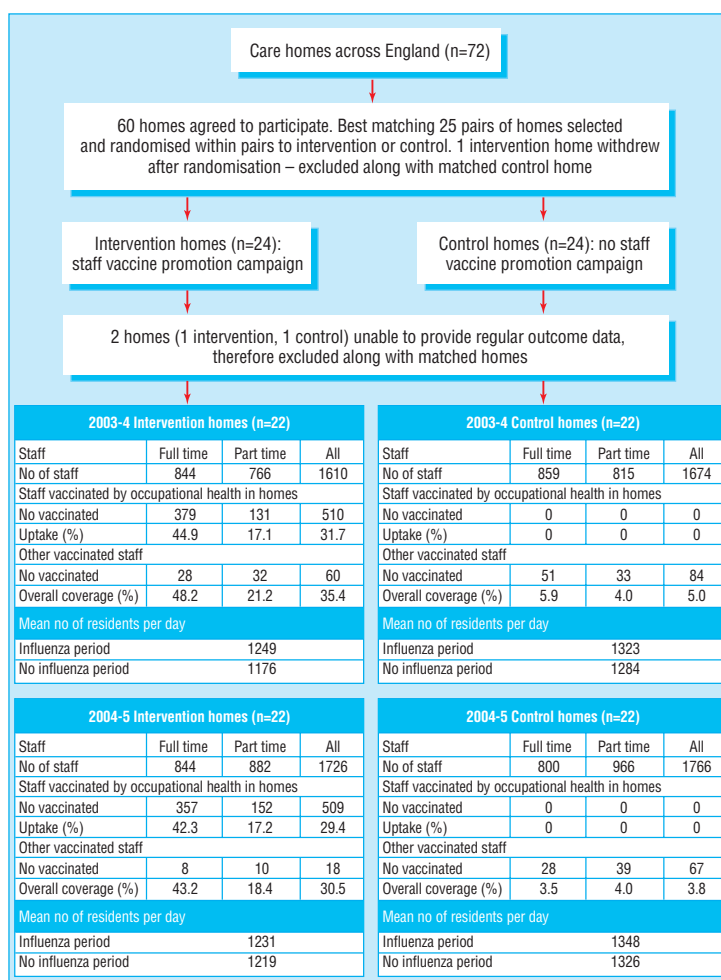 Care homes across England (n=72)
60 homes agreed to participate. Best matching 25 pairs of homes selected
and randomised within pairs to intervention or control. 1 intervention home withdrew
after randomisation – excluded along with matched control home
Intervention homes (n=24):
staff vaccine promotion campaign
Control homes (n=24): no staff
vaccine promotion campaign
2 homes (1 intervention, 1 control) unable to provide regular outcome data,
therefore excluded along with matched homes
2003-4 Intervention homes (n=22)
Staff Full time Part time All
No of staff 844 766 1610
Staff vaccinated by occupational health in homes
No vaccinated 379 131 510
Uptake (%) 44.9 17.1 31.7
Other vaccinated staff
No vaccinated 28 32 60
Overall coverage (%) 48.2 21.2 35.4
Mean no of residents per day
Influenza period 1249
No influenza period 1176
2003-4 Control homes (n=22)
Staff Full time Part time All
No of staff 859 815 1674
Staff vaccinated by occupational health in homes
No vaccinated 0 0 0
Uptake (%) 0 0 0
Other vaccinated staff
No vaccinated 51 33 84
Overall coverage (%) 5.9 4.0 5.0
Mean no of residents per day
Influenza period 1323
No influenza period 1284
2004-5 Intervention homes (n=22)
Staff Full time Part time All
No of staff 844 882 1726
Staff vaccinated by occupational health in homes
No vaccinated 357 152 509
Uptake (%) 42.3 17.2 29.4
Other vaccinated staff
No vaccinated 8 10 18
Overall coverage (%) 43.2 18.4 30.5
Mean no of residents per day
Influenza period 1231
No influenza period 1219
2004-5 Control homes (n=22)
Staff Full time Part time All
No of staff 800 966 1766
Staff vaccinated by occupational health in homes
No vaccinated 0 0 0
Uptake (%) 0 0 0
Other vaccinated staff
No vaccinated 28 39 67
Overall coverage (%) 3.5 4.0 3.8
Mean no of residents per day
Influenza period 1348
No influenza period 1326